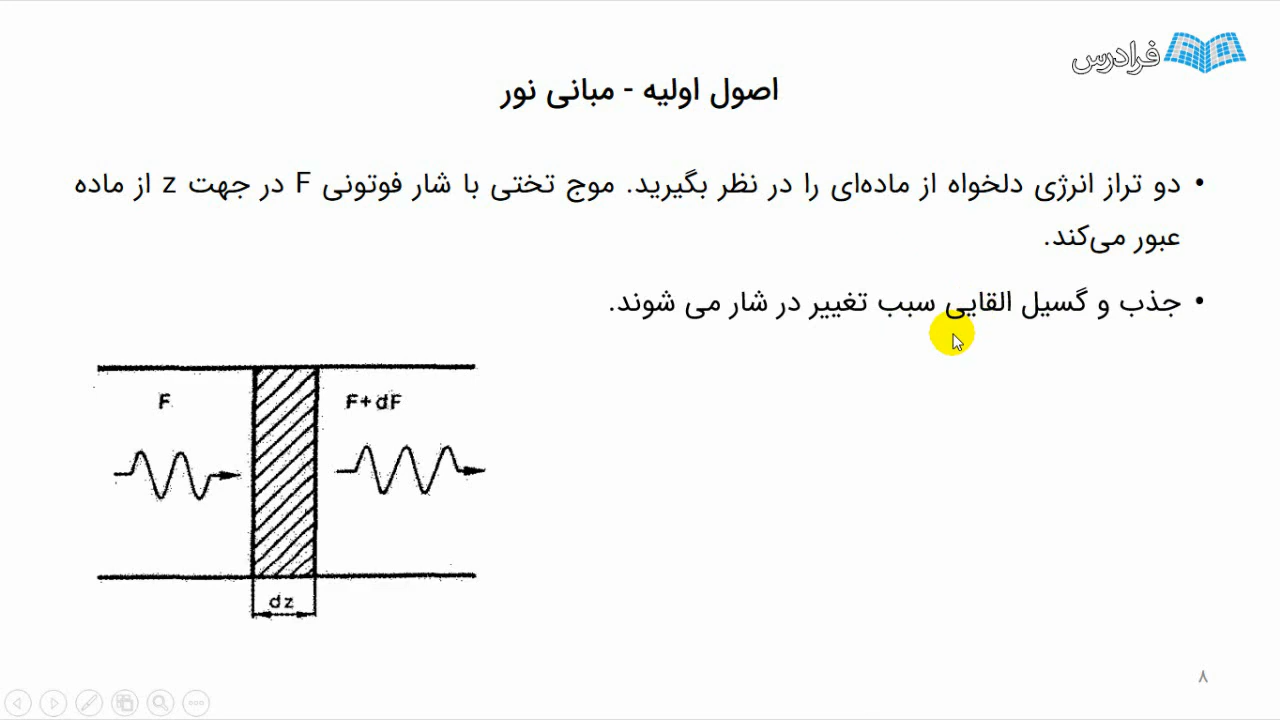 فرادرس
اصول اولیه - مبانی نور
• دو تراز انرژی دلخواه از ماده‌ای را در نظر بگیرید. موج تختی با شار فوتونی F در جهت z از ماده
عبور می‌کند.
• جذب و گسیل القایی سبب تغییر در شار می شوند.
F
F+dF
dz
۸